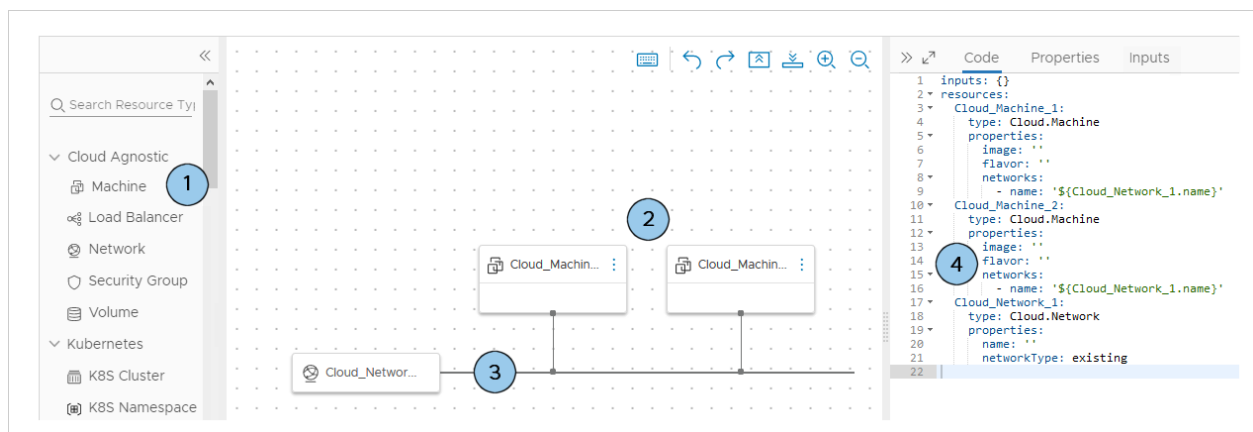 Search Resource Ty
Cloud Agnostic
Machine
1
Load Balancer
Network
Security Group
Volume
Kubernetes
K8S Cluster
K8S Namespace
2
Cloud_Machin...
Cloud_Machin...
Cloud_Networ...
3
Code Properties Inputs
1 inputs: {}
2 resources:
3 Cloud_Machine_1:
4 type: Cloud.Machine
5 properties:
6 image: ''
7 flavor: ''
8 networks:
9 - name: '${Cloud_Network_1.name}'
10 Cloud_Machine_2:
11 type: Cloud.Machine
12 properties:
13 image: ''
14 flavor: ''
15 networks:
16 - name: '${Cloud_Network_1.name}'
17 Cloud_Network_1:
18 type: Cloud.Network
19 properties:
20 name: ''
21 networkType: existing
22
4